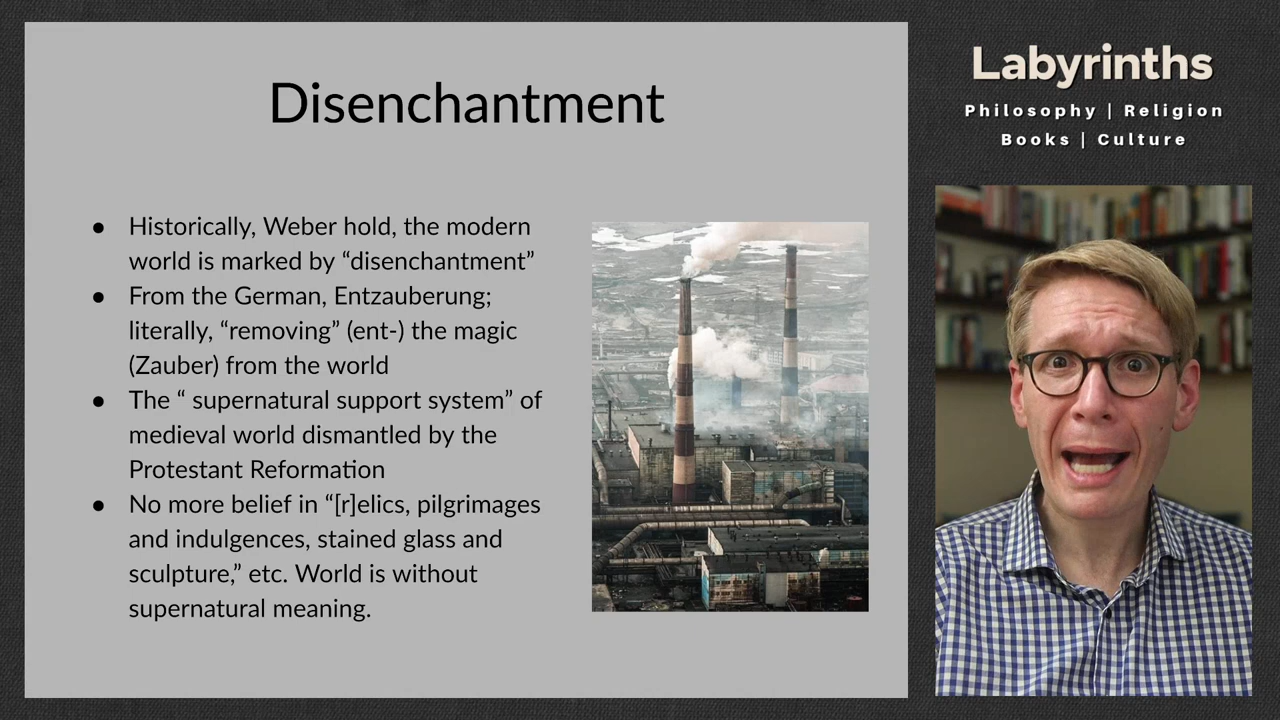 Disenchantment
● Historically, Weber hold, the modern
world is marked by “disenchantment”
● From the German, Entzauberung;
literally, “removing” (ent-) the magic
(Zauber) from the world
● The “ supernatural support system” of
medieval world dismantled by the
Protestant Reformation
● No more belief in “[r]elics, pilgrimages
and indulgences, stained glass and
sculpture,” etc. World is without
supernatural meaning.
Labyrinths
Philosophy | Religion
Books | Culture